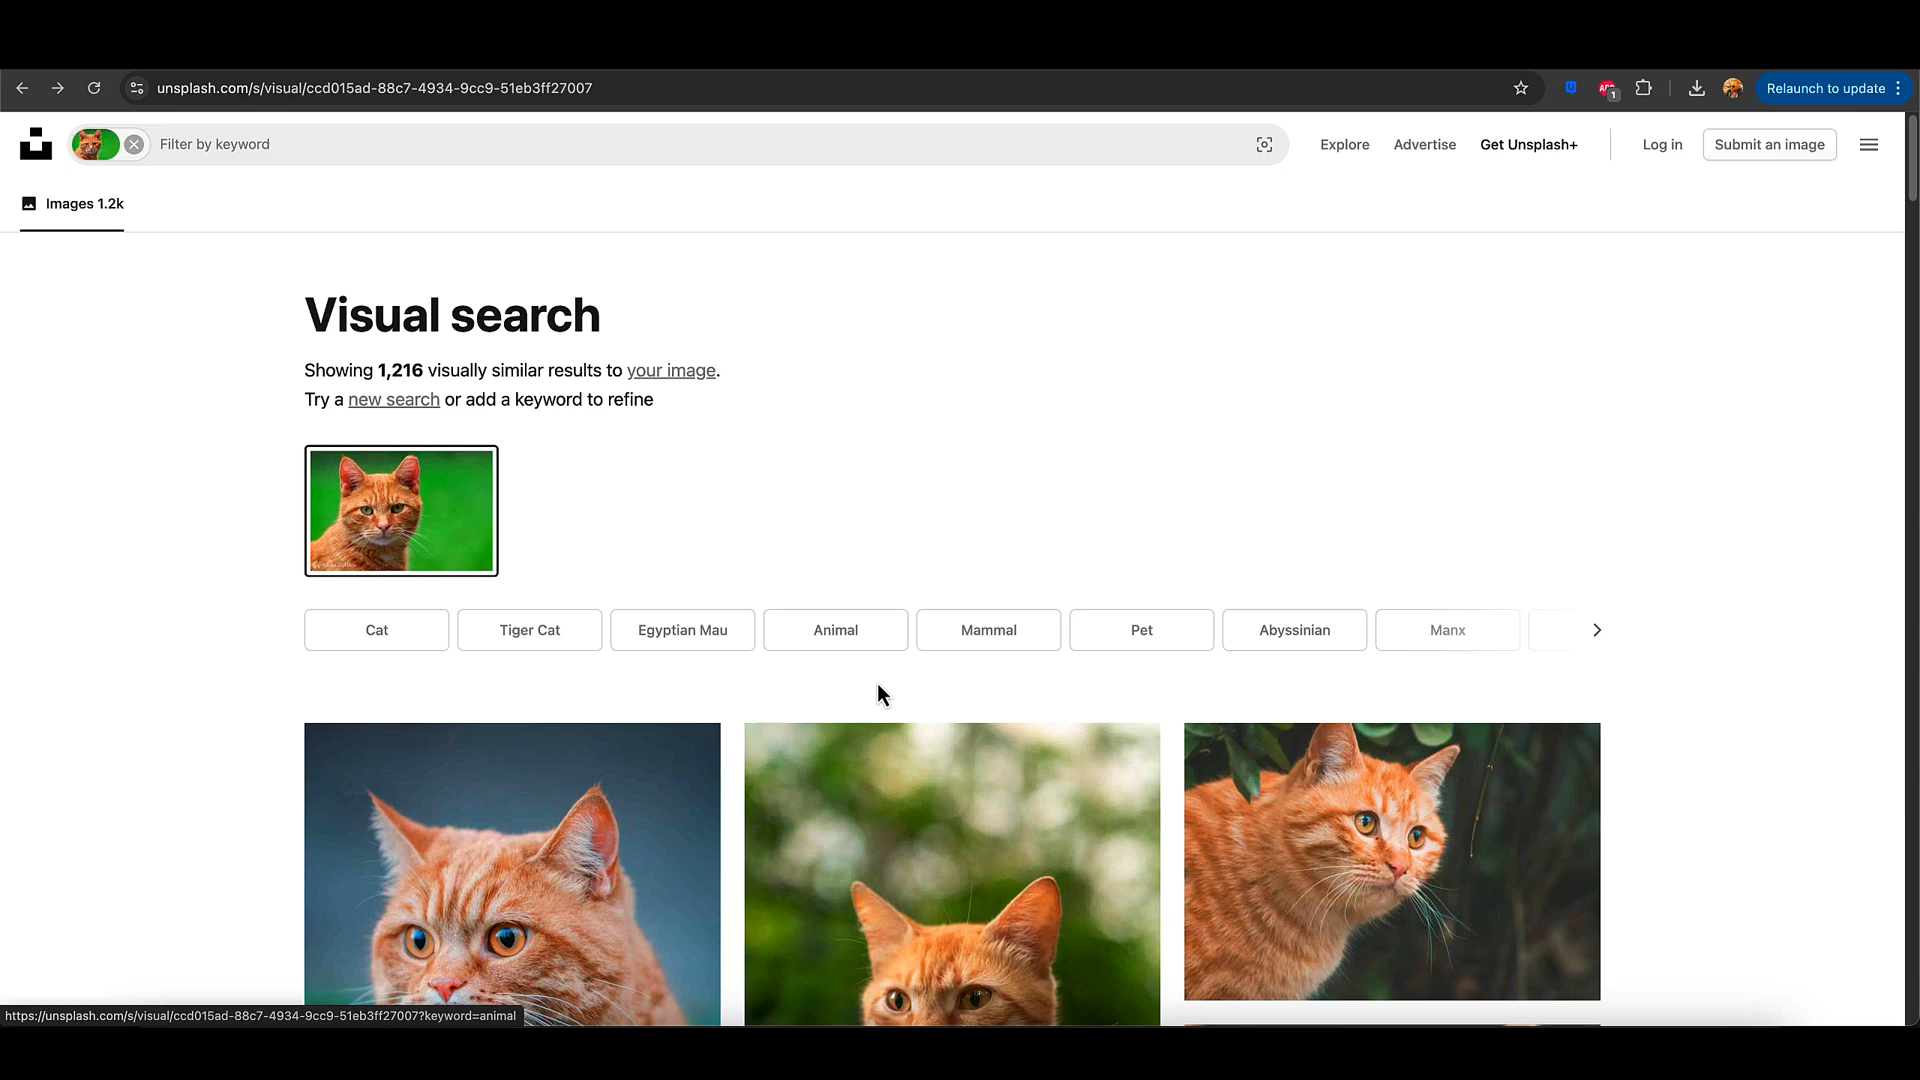 unsplash.com/s/visual/ccd015ad-88c7-4934-9cc9-51eb3ff27007
1
Relaunch to update
Filter by keyword
Explore
Advertise
Get Unsplash+
Log in
Submit an image
Images 1.2k
Visual search
Showing 1,216 visually similar results to your image.
Try a new search or add a keyword to refine
Cat
Tiger Cat
Egyptian Mau
Animal
Mammal
Pet
Abyssinian
Manx
https://unsplash.com/s/visual/ccd015ad-88c7-4934-9cc9-51eb3ff27007?keyword=animal